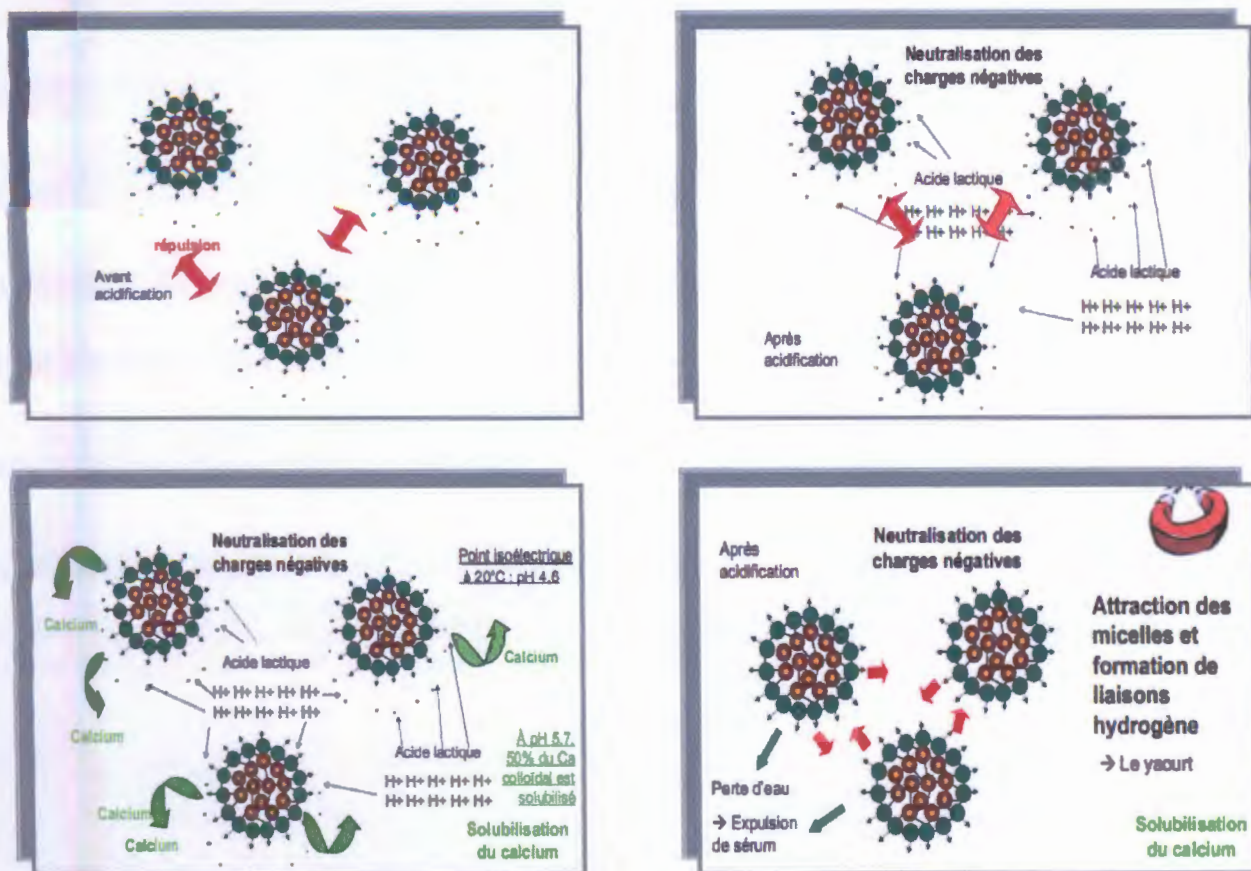 répulsion
Avant
acidification
Neutralisation des
charges négatives
Acide lactique
H+ H+ H+ H+
H+ H+ H+ H+
Acide lactique
H+ H+ H+ H+ H+
H+ H+ H+ H+ H+
Après
acidification
Neutralisation des
charges négatives
Point isoélectrique
à 20°C : pH 4.6
Calcium
Acide lactique
Calcium
H+ H+ H+ H+ H+
H+ H+ H+ H+ H+
Calcium
Acide lactique
H+ H+ H+ H+ H+
H+ H+ H+ H+ H+
À pH 5.7,
50% du Ca
colloïdal est
solubilisé
Calcium
Calcium
Solubilisation
du calcium
Après
acidification
Neutralisation des
charges négatives
Attraction des
micelles et
formation de
liaisons
hydrogène
→ Le yaourt
Perte d'eau
→ Expulsion
de sérum
Solubilisation
du calcium